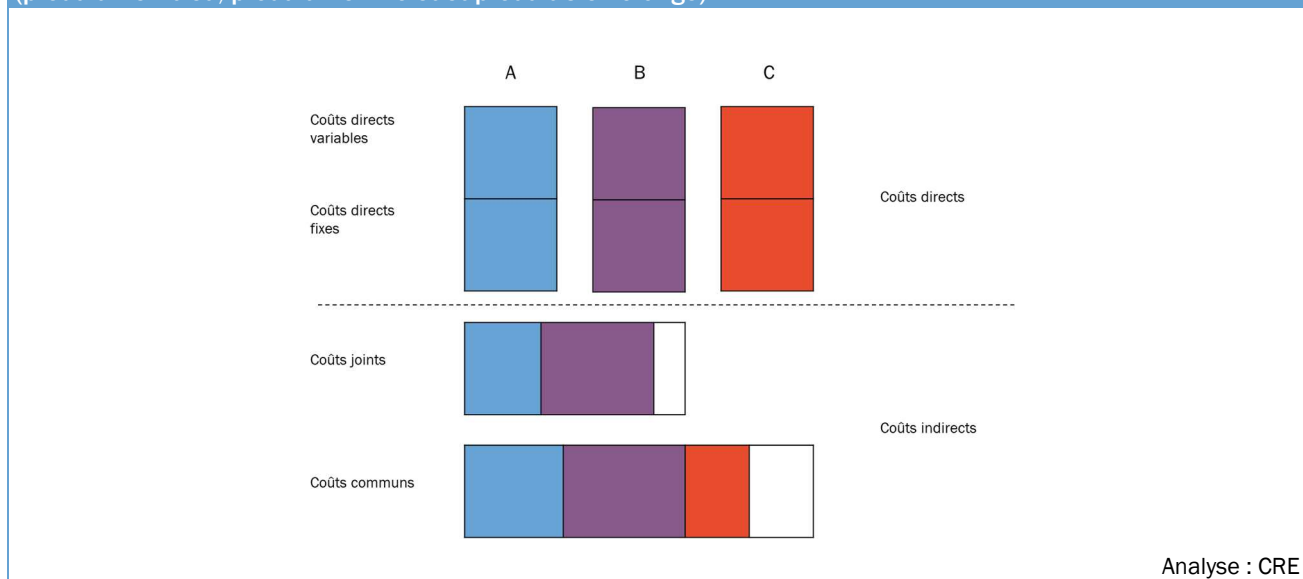 A B C
Coûts directs
variables
Coûts directs
fixes
Coûts directs
Coûts joints
Coûts indirects
Coûts communs
Analyse : CRE